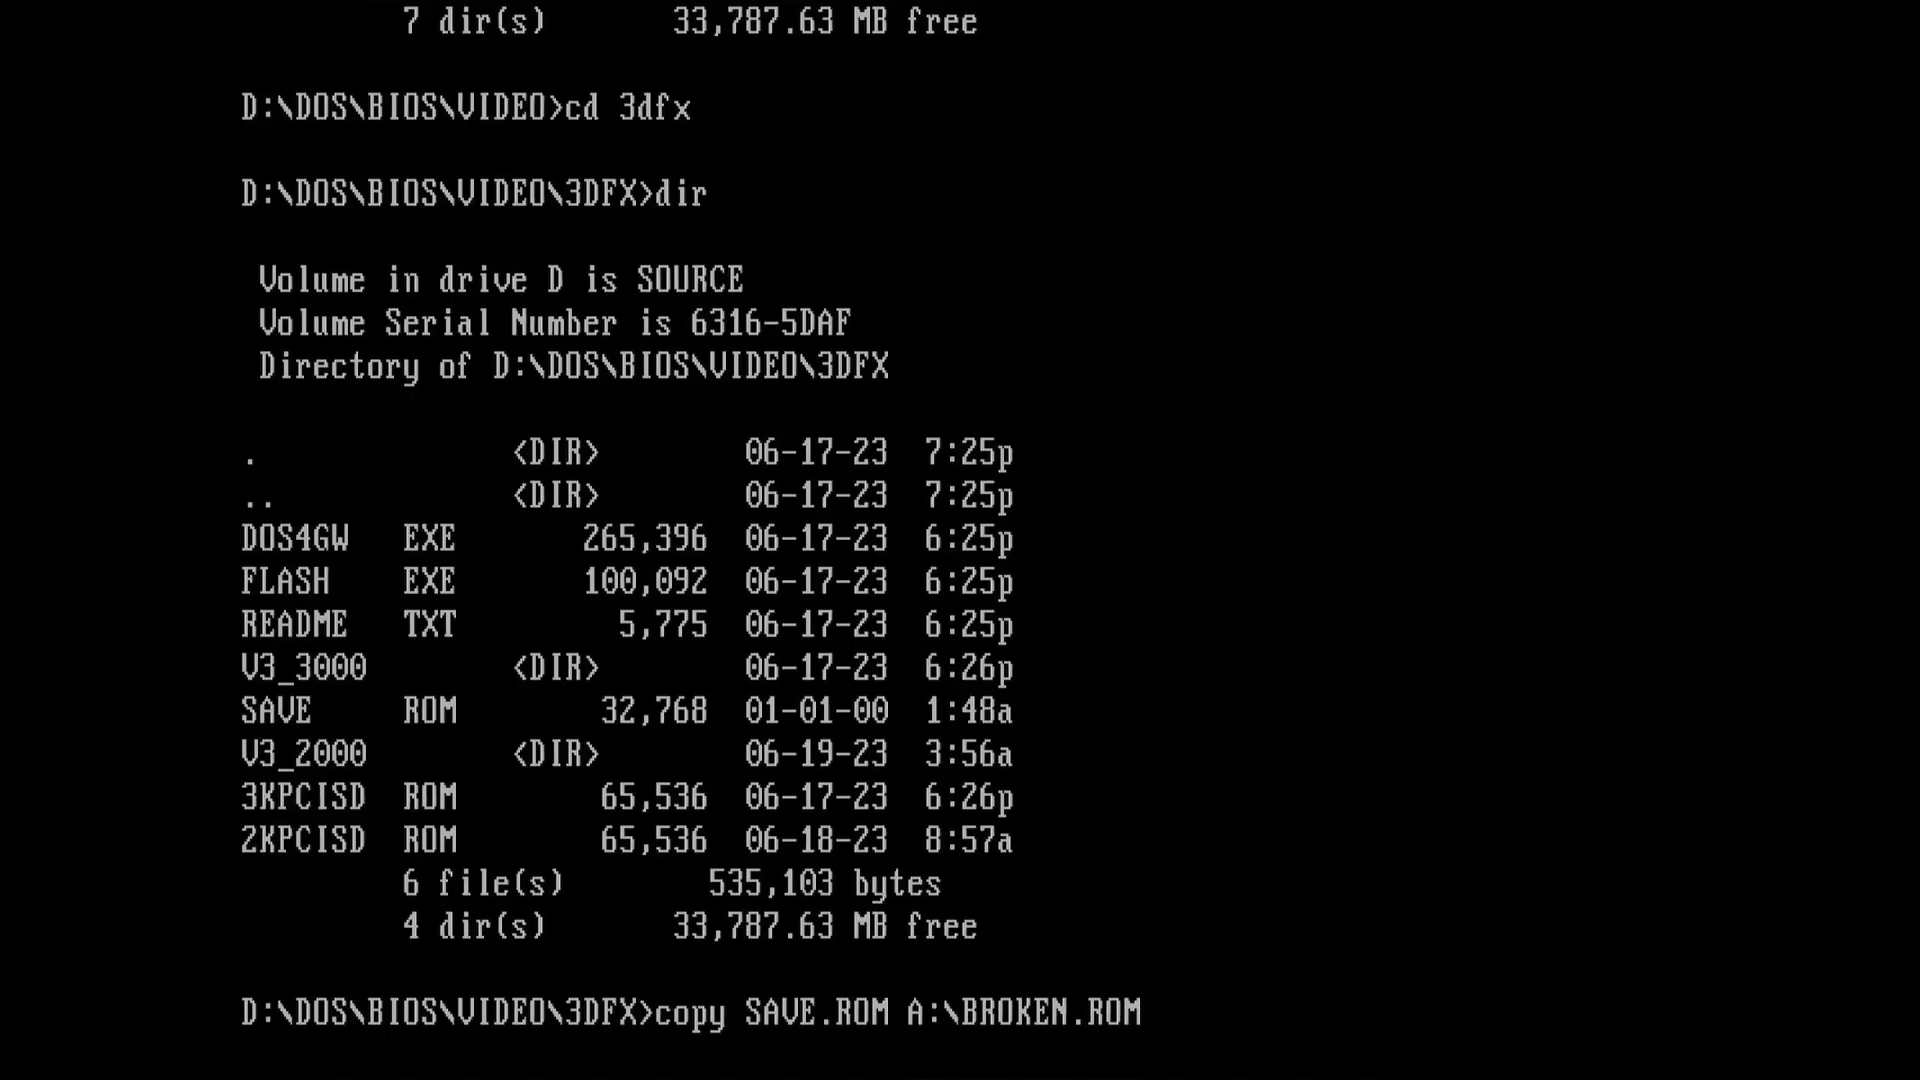 7 dir(s)       33,787.63 MB free
D:\DOS\BIOS\VIDEO>cd 3dfx
D:\DOS\BIOS\VIDEO\3DFX>dir
Volume in drive D is SOURCE
Volume Serial Number is 6316-5DAF
Directory of D:\DOS\BIOS\VIDEO\3DFX
.              <DIR>        06-17-23  7:25p
..             <DIR>        06-17-23  7:25p
DOS4GW   EXE       265,396  06-17-23  6:25p
FLASH    EXE       100,092  06-17-23  6:25p
README   TXT         5,775  06-17-23  6:25p
V3_3000        <DIR>        06-17-23  6:26p
SAVE     ROM        32,768  01-01-00  1:48a
V3_2000        <DIR>        06-19-23  3:56a
3KPCISD  ROM        65,536  06-17-23  6:26p
2KPCISD  ROM        65,536  06-18-23  8:57a
6 file(s)        535,103 bytes
4 dir(s)       33,787.63 MB free
D:\DOS\BIOS\VIDEO\3DFX>copy SAVE.ROM A:\BROKEN.ROM